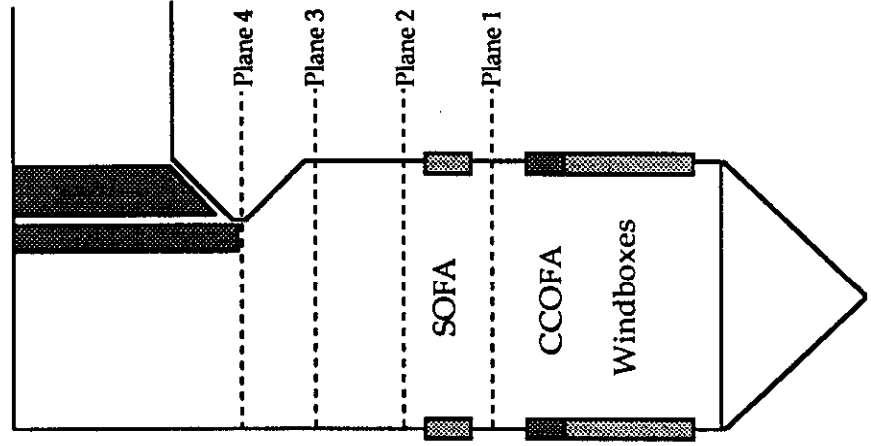 Plane 4
Plane 3
Plane 2
Plane 1
SOFA
CCOFA
Windboxes